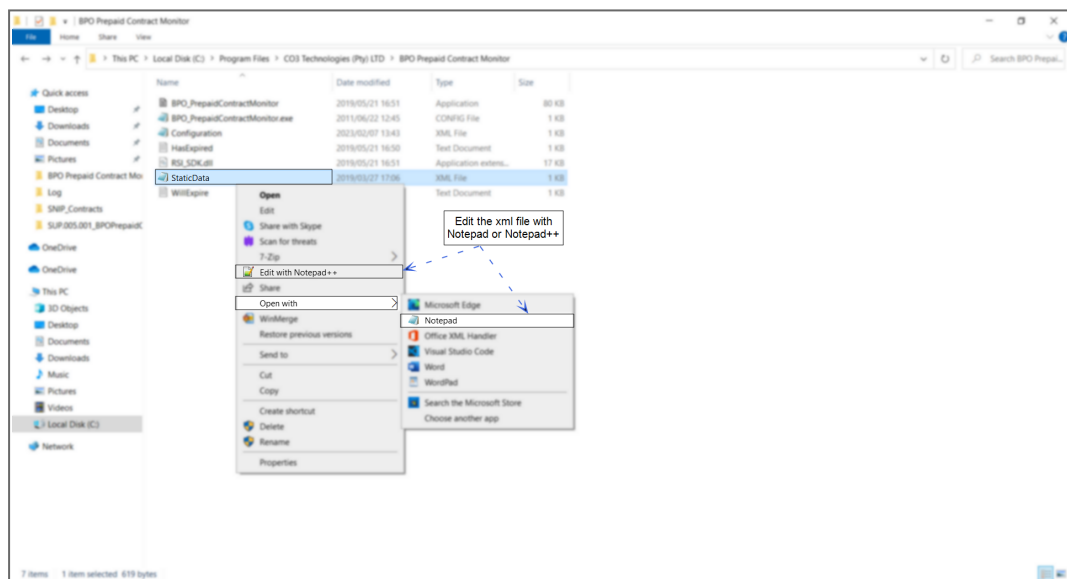 BPO Prepaid Contract Monitor
File Home Share View
This PC > Local Disk (C:) > Program Files > CO3 Technologies (Pty) LTD > BPO Prepaid Contract Monitor
Search BPO Prepai...
Name Date modified Type Size
Quick access
Desktop
Downloads
Documents
Pictures
BPO Prepaid Contract Mo
Log
SNIP_Contracts
SUP.005.001_BPOPrepaidC
OneDrive
OneDrive
This PC
3D Objects
Desktop
Documents
Downloads
Music
Pictures
Videos
Local Disk (C:)
Network
BPO_PrepaidContractMonitor 2019/05/21 16:51 Application 80 KB
BPO_PrepaidContractMonitor.exe 2011/06/22 12:45 CONFIG File 1 KB
Configuration 2023/02/07 13:43 XML File 1 KB
HasExpired 2019/05/21 16:50 Text Document 1 KB
RSI_SDK.dll 2019/05/21 16:51 Application extens... 17 KB
StaticData 2019/03/27 17:06 XML File 1 KB
WillExpire Text Document 1 KB
Open
Edit
Share with Skype
Scan for threats
7-Zip
Edit with Notepad++
Share
Open with
WinMerge
Restore previous versions
Send to
Cut
Copy
Create shortcut
Delete
Rename
Properties
Edit the xml file with
Notepad or Notepad++
Microsoft Edge
Notepad
Office XML Handler
Visual Studio Code
Word
WordPad
Search the Microsoft Store
Choose another app
7 items 1 item selected 619 bytes